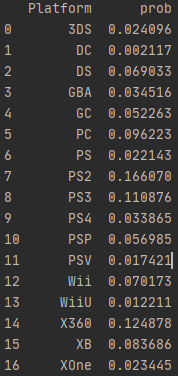 Platform prob
0 3DS 0.024096
1 DC 0.002117
2 DS 0.069033
3 GBA 0.034516
4 GC 0.052263
5 PC 0.096223
6 PS 0.022143
7 PS2 0.166070
8 PS3 0.110876
9 PS4 0.033865
10 PSP 0.056985
11 PSV 0.017421
12 Wii 0.070173
13 WiiU 0.012211
14 X360 0.124878
15 XB 0.083686
16 XOne 0.023445